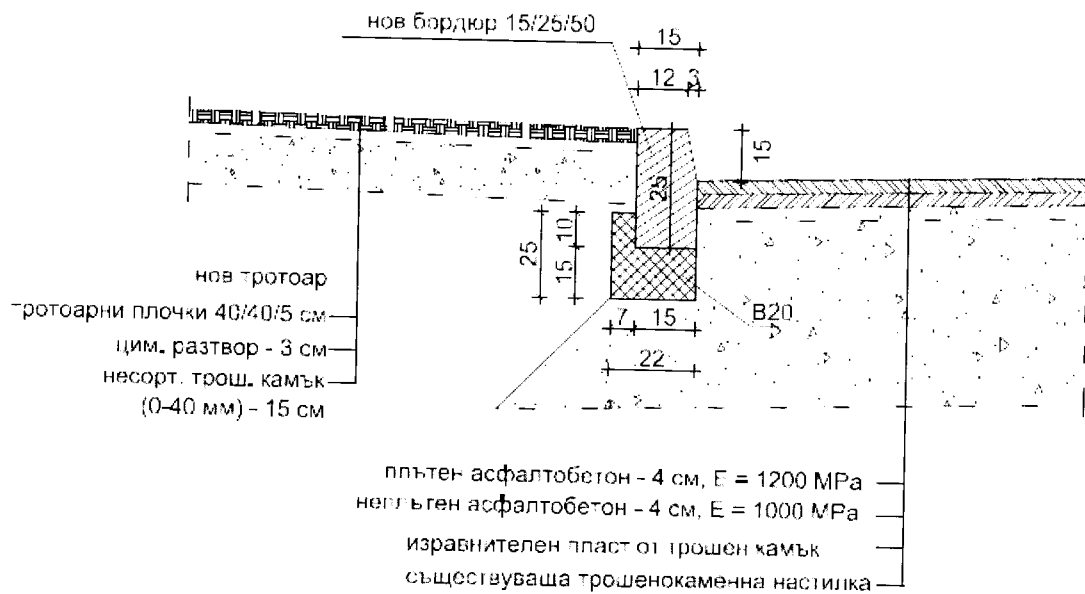 нов бордюр 15/25/50
15
12 3
15
25
25
10
15
нов тротоар
тротоарни плочки 40/40/5 см
цим. разтвор - 3 см
несорт. трош. камък
(0-40 мм) - 15 см
7 15
22
В20
плътен асфалтобетон - 4 см, E = 1200 MPa
неплътен асфалтобетон - 4 см, E = 1000 MPa
изравнителен пласт от трошен камък
съществуваща трошенокаменна настилка